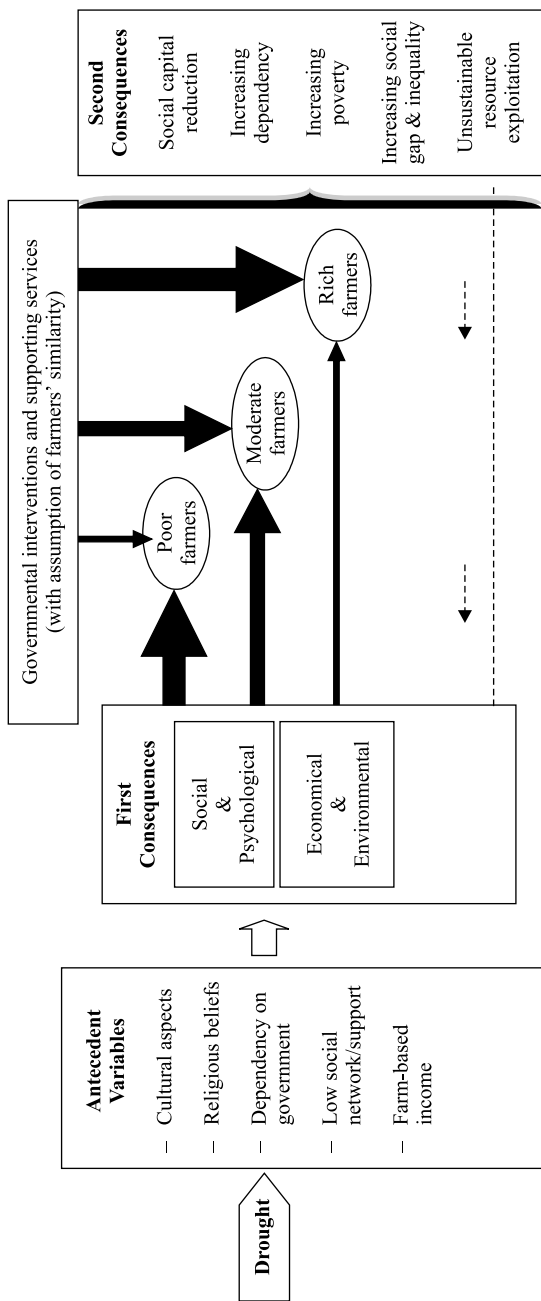 Drought
Antecedent
Variables
– Cultural aspects
– Religious beliefs
– Dependency on
government
– Low social
network/support
– Farm-based
income
First
Consequences
Social
&
Psychological
Economical
&
Environmental
Governmental interventions and supporting services
(with assumption of farmers' similarity)
Poor
farmers
Moderate
farmers
Rich
farmers
Second
Consequences
Social capital
reduction
Increasing
dependency
Increasing
poverty
Increasing social
gap & inequality
Unsustainable
resource
exploitation